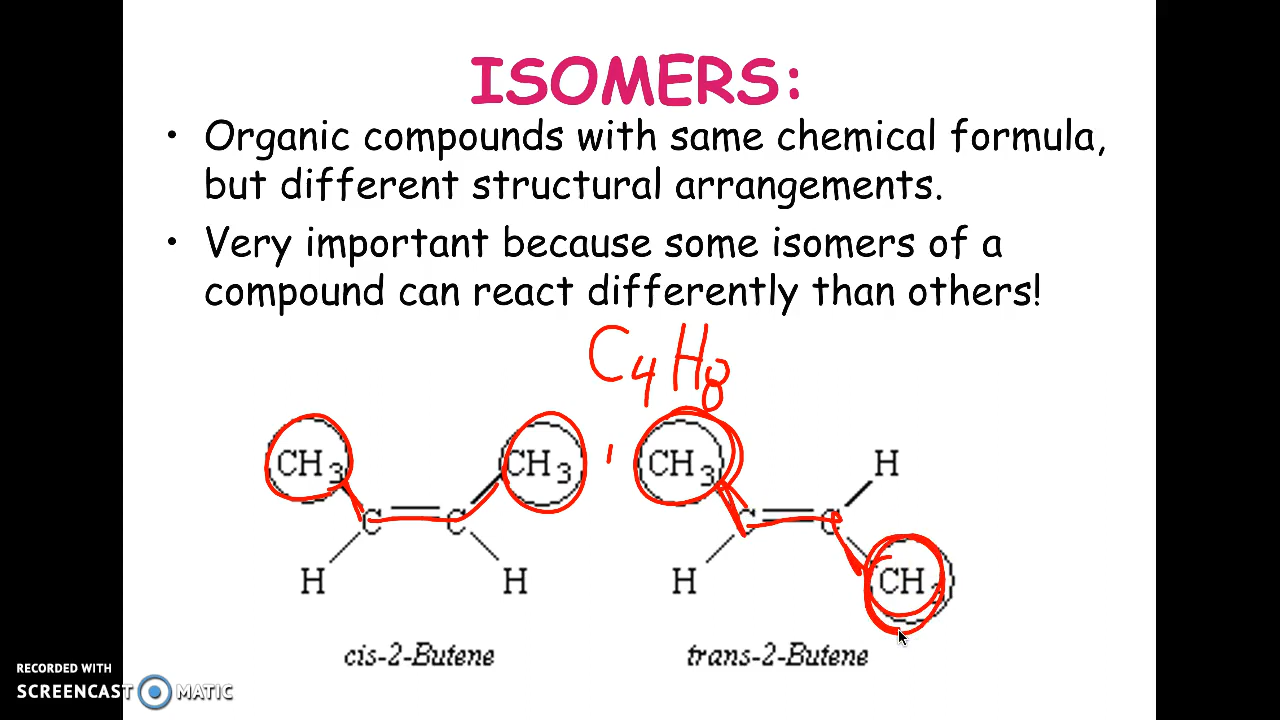 ISOMERS:
• Organic compounds with same chemical formula,
but different structural arrangements.
• Very important because some isomers of a
compound can react differently than others!
C4H8
CH3 CH3 CH3 H
C C C C
H H H CH3
cis-2-Butene trans-2-Butene
RECORDED WITH
SCREENCAST MATIC